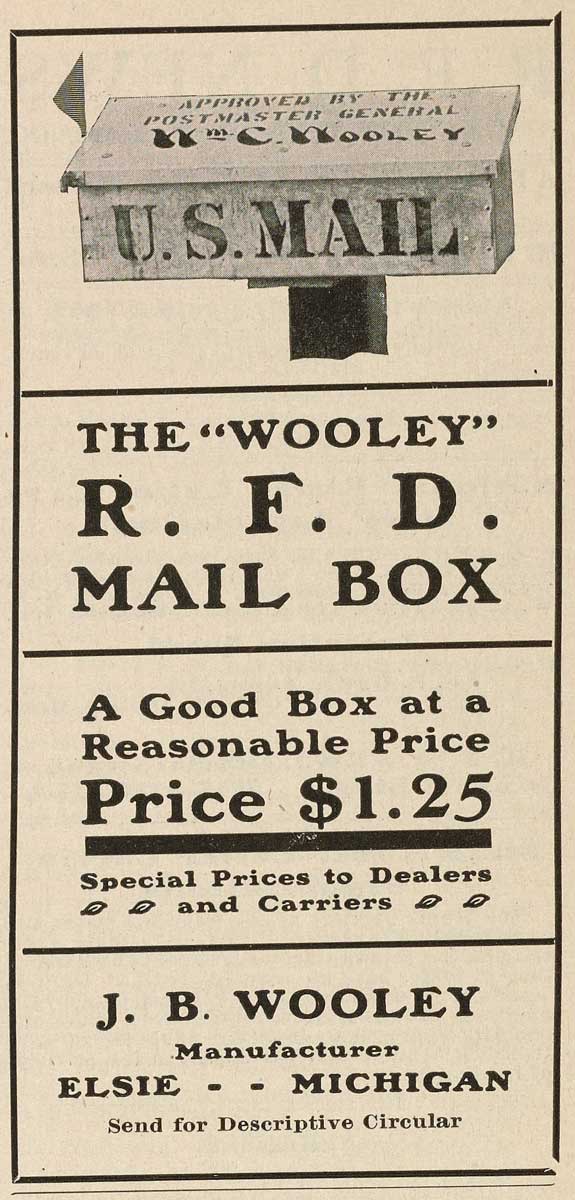 APPROVED BY THE
POSTMASTER GENERAL
Wm C. WOOLEY
U.S. MAIL
THE "WOOLEY"
R. F. D.
MAIL BOX
A Good Box at a
Reasonable Price
Price $1.25
Special Prices to Dealers
and Carriers
J. B. WOOLEY
Manufacturer
ELSIE - - MICHIGAN
Send for Descriptive Circular